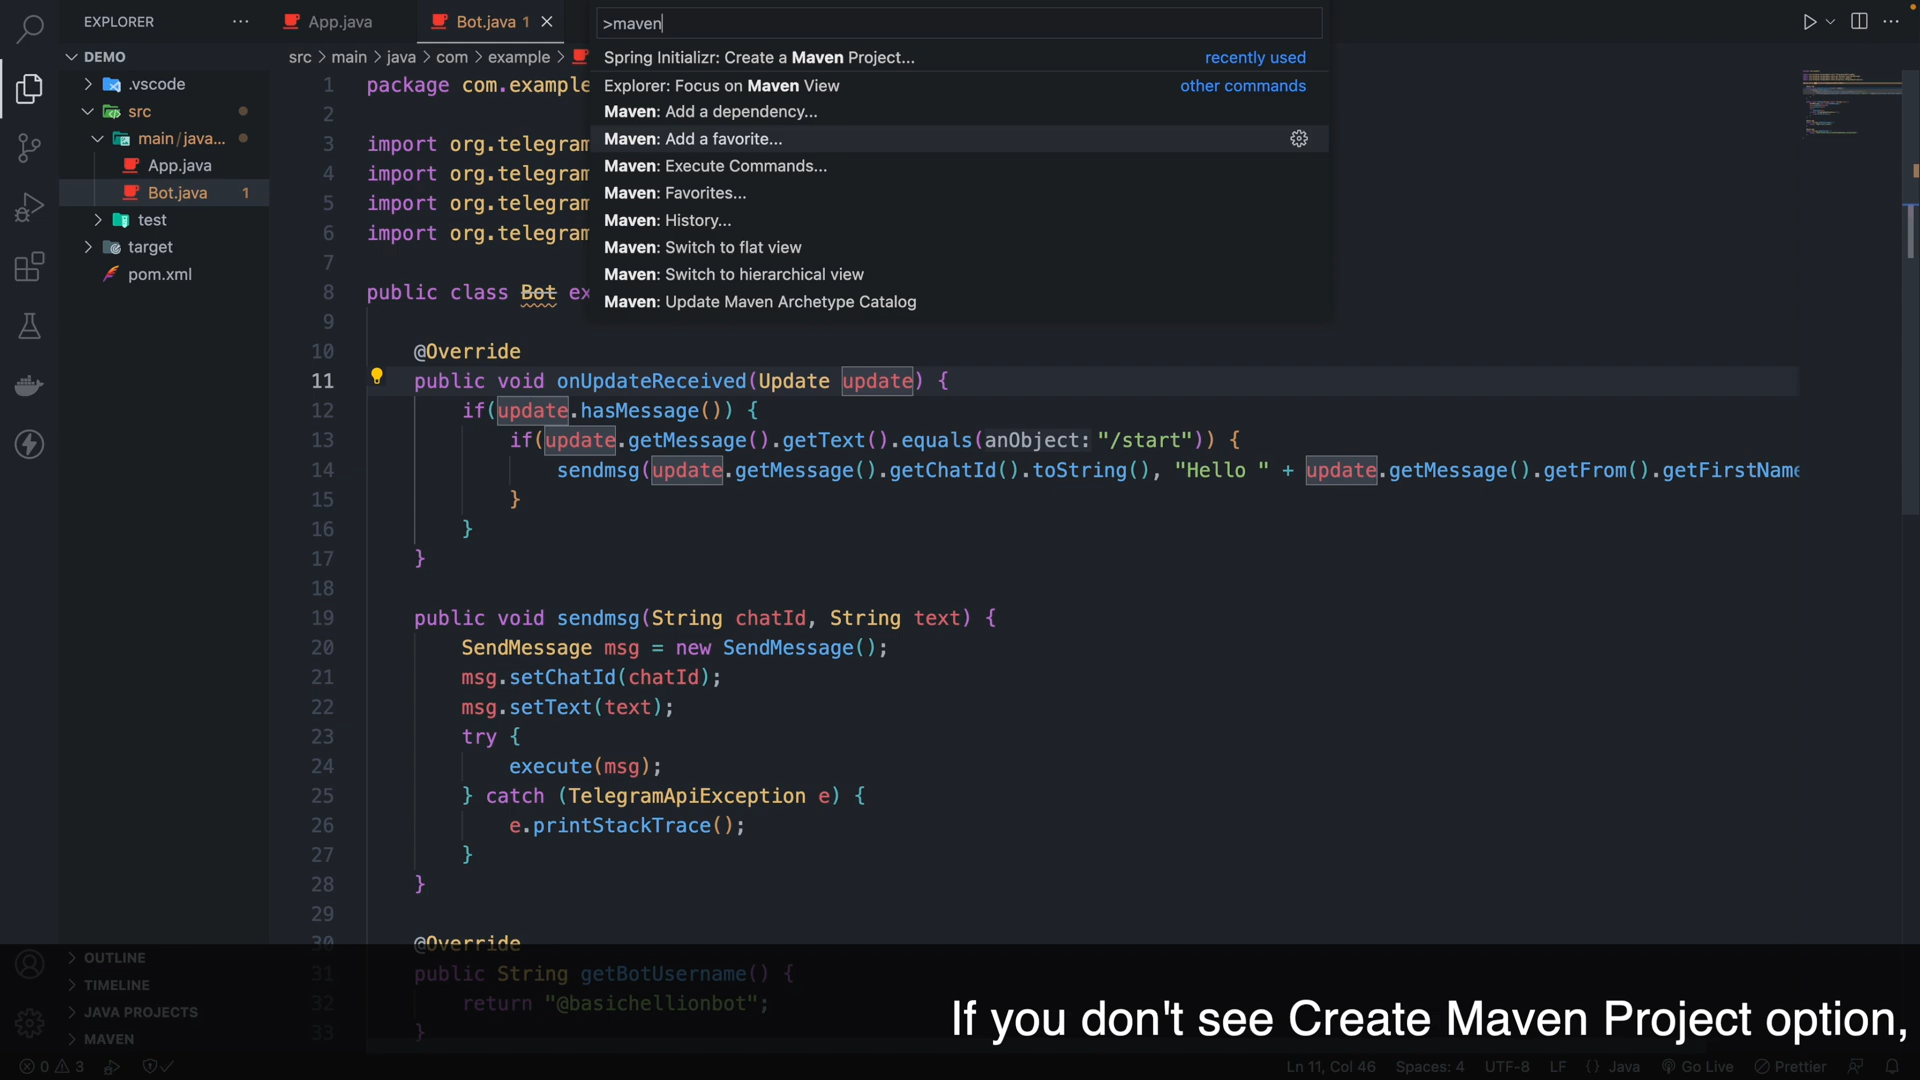 EXPLORER
DEMO
.vscode
src
main/java...
App.java
Bot.java 1
test
target
pom.xml
OUTLINE
TIMELINE
JAVA PROJECTS
MAVEN
App.java
Bot.java 1
src > main > java > com > example >
>maven
Spring Initializr: Create a Maven Project... recently used
Explorer: Focus on Maven View other commands
Maven: Add a dependency...
Maven: Add a favorite...
Maven: Execute Commands...
Maven: Favorites...
Maven: History...
Maven: Switch to flat view
Maven: Switch to hierarchical view
Maven: Update Maven Archetype Catalog
1 package com.example
2
3 import org.telegram
4 import org.telegram
5 import org.telegram
6 import org.telegram
7
8 public class Bot ex
9
10 @Override
11 public void onUpdateReceived(Update update) {
12 if(update.hasMessage()) {
13 if(update.getMessage().getText().equals(anObject: "/start")) {
14 sendmsg(update.getMessage().getChatId().toString(), "Hello " + update.getMessage().getFrom().getFirstName
15 }
16 }
17 }
18
19 public void sendmsg(String chatId, String text) {
20 SendMessage msg = new SendMessage();
21 msg.setChatId(chatId);
22 msg.setText(text);
23 try {
24 execute(msg);
25 } catch (TelegramApiException e) {
26 e.printStackTrace();
27 }
28 }
29
30 @Override
31 public String getBotUsername() {
32 return "@basichellionbot";
33 }
If you don't see Create Maven Project option,
0 3
Ln 11, Col 46 Spaces: 4 UTF-8 LF {} Java Go Live Prettier